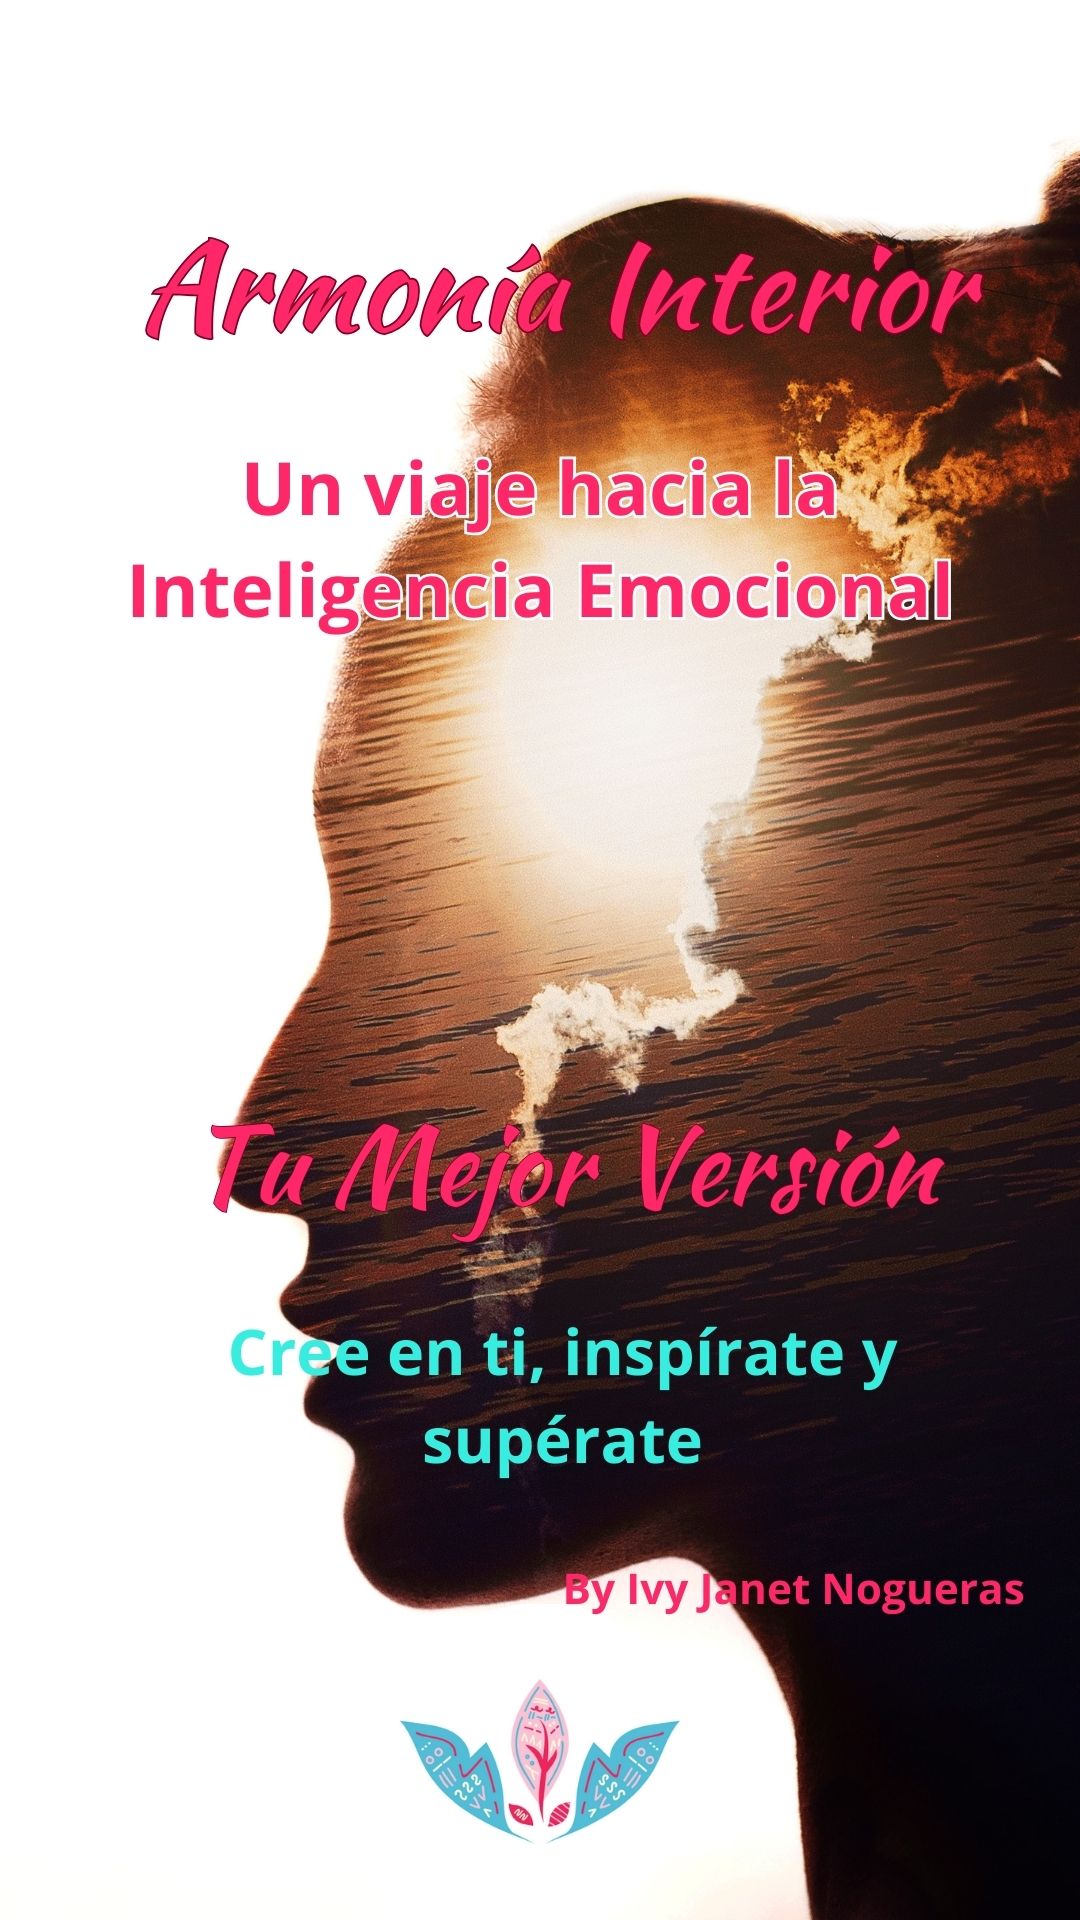 Armonía Interior
Un viaje hacia la
Inteligencia Emocional
Tu Mejor Versión
Cree en ti, inspírate y
supérate
By Ivy Janet Nogueras